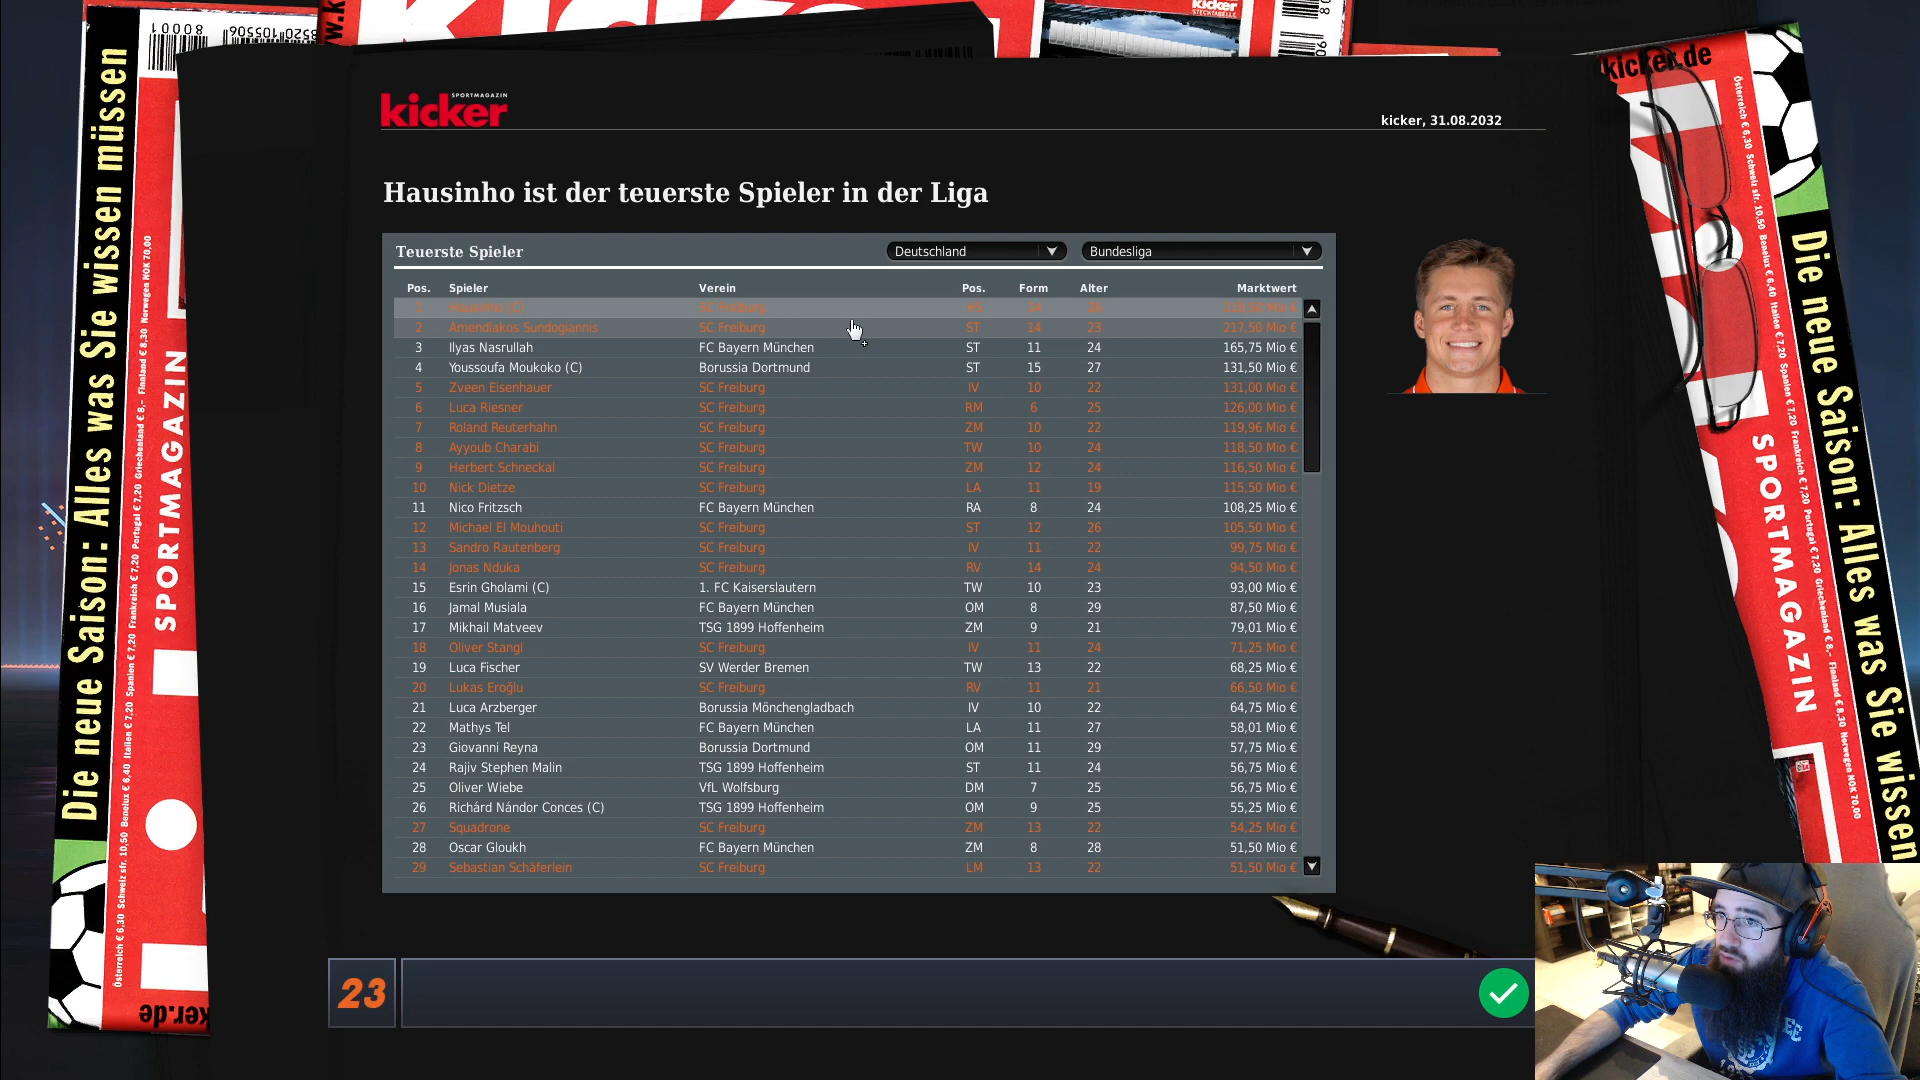 kicker SPORTMAGAZIN
kicker, 31.08.2032
Hausinho ist der teuerste Spieler in der Liga
Teuerste Spieler Deutschland Bundesliga
Pos. Spieler Verein Pos. Form Alter Marktwert
SC Freiburg
2 Amendiakos Sundogiannis SC Freiburg ST 14 23 217,50 Mio €
3 Ilyas Nasrullah FC Bayern München ST 11 24 165,75 Mio €
4 Youssoufa Moukoko (C) Borussia Dortmund ST 15 27 131,50 Mio €
5 Zveen Eisenhauer SC Freiburg IV 10 22 131,00 Mio €
6 Luca Riesner SC Freiburg RM 6 25 126,00 Mio €
7 Roland Reuterhahn SC Freiburg ZM 10 22 119,96 Mio €
8 Ayyoub Charabi SC Freiburg TW 10 24 118,50 Mio €
9 Herbert Schneckal SC Freiburg ZM 12 24 116,50 Mio €
10 Nick Dietze SC Freiburg LA 11 19 115,50 Mio €
11 Nico Fritzsch FC Bayern München RA 8 24 108,25 Mio €
12 Michael El Mouhouti SC Freiburg ST 12 26 105,50 Mio €
13 Sandro Rautenberg SC Freiburg IV 11 22 99,75 Mio €
14 Jonas Nduka SC Freiburg RV 14 24 94,50 Mio €
15 Esrin Gholami (C) 1. FC Kaiserslautern TW 10 23 93,00 Mio €
16 Jamal Musiala FC Bayern München OM 8 29 87,50 Mio €
17 Mikhail Matveev TSG 1899 Hoffenheim ZM 9 21 79,01 Mio €
18 Oliver Stangl SC Freiburg IV 11 24 71,25 Mio €
19 Luca Fischer SV Werder Bremen TW 13 22 68,25 Mio €
20 Lukas Eroğlu SC Freiburg RV 11 21 66,50 Mio €
21 Luca Arzberger Borussia Mönchengladbach IV 10 22 64,75 Mio €
22 Mathys Tel FC Bayern München LA 11 27 58,01 Mio €
23 Giovanni Reyna Borussia Dortmund OM 11 29 57,75 Mio €
24 Rajiv Stephen Malin TSG 1899 Hoffenheim ST 11 24 56,75 Mio €
25 Oliver Wiebe VfL Wolfsburg DM 7 25 56,75 Mio €
26 Richárd Nándor Conces (C) TSG 1899 Hoffenheim OM 9 25 55,25 Mio €
27 Squadrone SC Freiburg ZM 13 22 54,25 Mio €
28 Oscar Gloukh FC Bayern München ZM 8 28 51,50 Mio €
29 Sebastian Schäferlein SC Freiburg LM 13 22 51,50 Mio €
23
Die neue Saison: Alles was Sie wissen müssen
SPORTMAGAZIN
kicker.de
Die neue Saison: Alles was Sie wissen
SPORTMAGAZIN